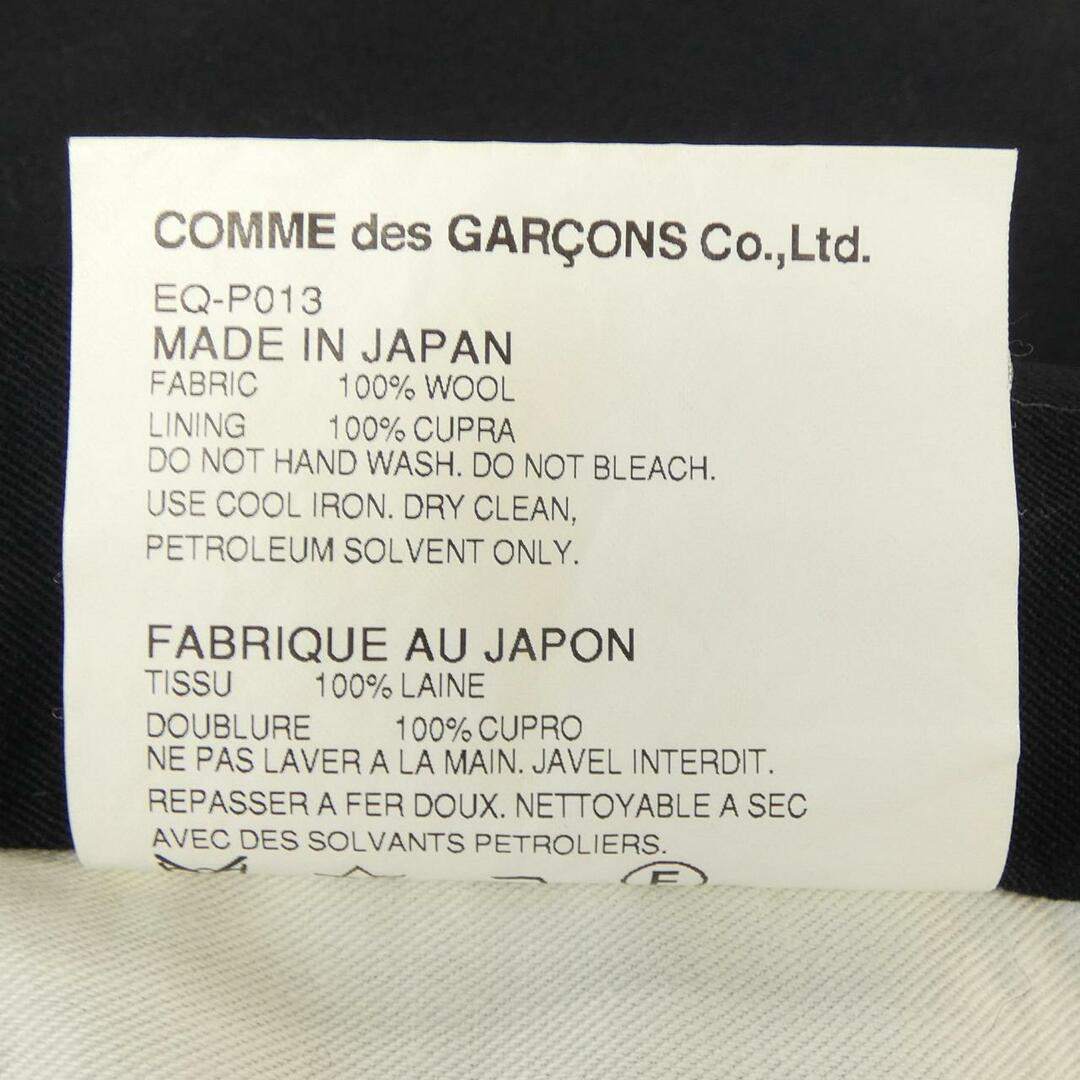 COMME des GARÇONS Co.,Ltd.
EQ-P013
MADE IN JAPAN
FABRIC 100% WOOL
LINING 100% CUPRA
DO NOT HAND WASH. DO NOT BLEACH.
USE COOL IRON. DRY CLEAN,
PETROLEUM SOLVENT ONLY.
FABRIQUE AU JAPON
TISSU 100% LAINE
DOUBLURE 100% CUPRO
NE PAS LAVER A LA MAIN. JAVEL INTERDIT.
REPASSER A FER DOUX. NETTOYABLE A SEC
AVEC DES SOLVANTS PETROLIERS.
F